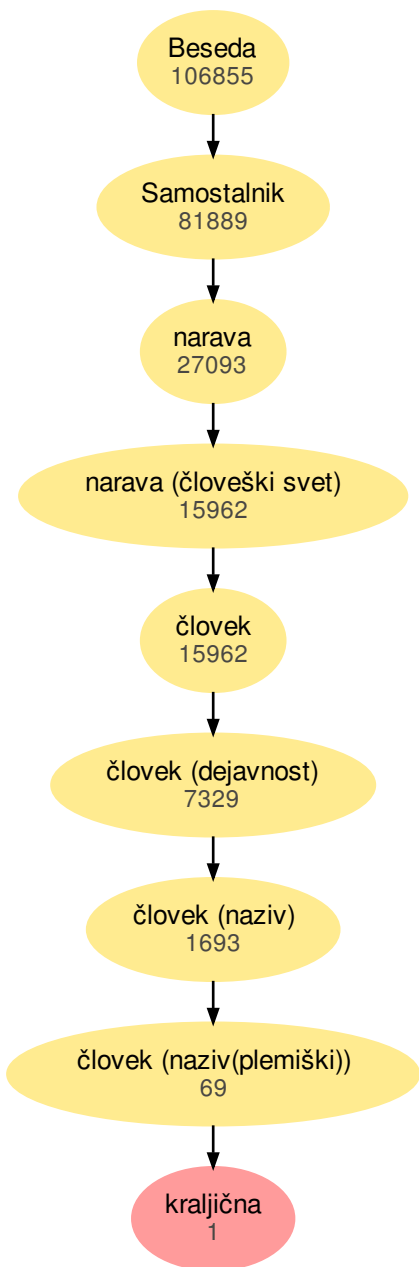 Beseda
106855
Samostalnik
81889
narava
27093
narava (človeški svet)
15962
človek
15962
človek (dejavnost)
7329
človek (naziv)
1693
človek (naziv(plemiški))
69
kraljična
1